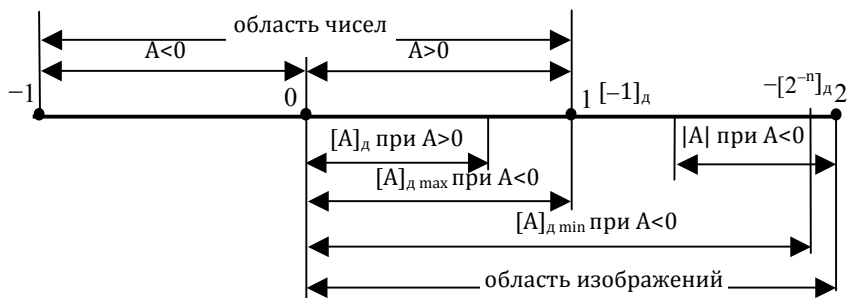 область чисел
A<0 A>0
−1 0 1 [−1]д −[2⁻ⁿ]д 2
[A]д при A>0 |A| при A<0
[A]д max при A<0
[A]д min при A<0
область изображений